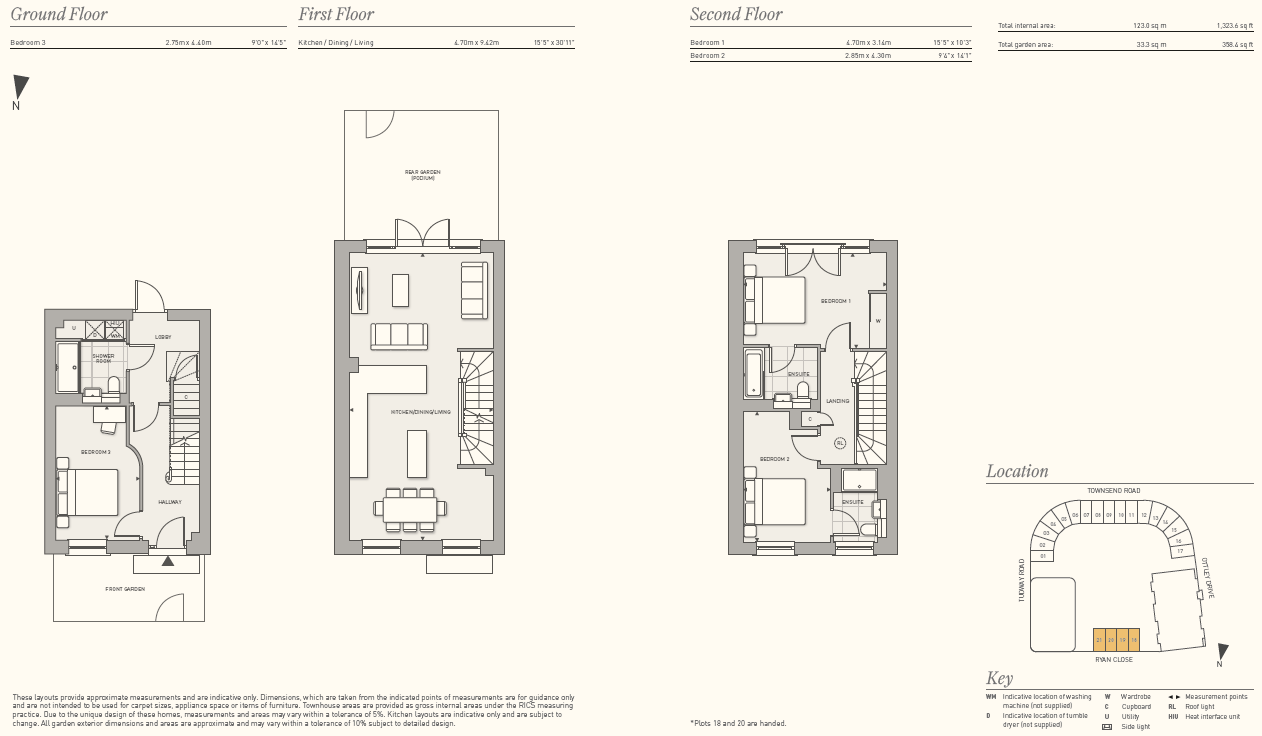 Ground Floor
Bedroom 3 2.75m x 4.40m 9'0" x 14'5"
First Floor
Kitchen / Dining / Living 4.70m x 9.42m 15'5" x 30'11"
Second Floor
Bedroom 1 4.70m x 3.14m 15'5" x 10'3"
Bedroom 2 2.85m x 4.30m 9'4" x 14'1"
Total internal area: 123.0 sq m 1,323.6 sq ft
Total garden area: 33.3 sq m 358.4 sq ft
N
U
D
HIU
WM
LOBBY
SHOWER
ROOM
C
BEDROOM 3
HALLWAY
FRONT GARDEN
REAR GARDEN
(PODIUM)
KITCHEN/DINING/LIVING
BEDROOM 1
W
ENSUITE
LANDING
C
RL
BEDROOM 2
ENSUITE
Location
TOWNSEND ROAD
TUDWAY ROAD
OTTLEY DRIVE
RYAN CLOSE
01
02
03
04
05
06 07 08 09 10 11 12
13
14
15
16
17
21 20 19 18
N
Key
WM Indicative location of washing
machine (not supplied)
D Indicative location of tumble
dryer (not supplied)
W Wardrobe
C Cupboard
U Utility
Side light
Measurement points
RL Roof light
HIU Heat interface unit
These layouts provide approximate measurements and are indicative only. Dimensions, which are taken from the indicated points of measurements are for guidance only
and are not intended to be used for carpet sizes, appliance space or items of furniture. Townhouse areas are provided as gross internal areas under the RICS measuring
practice. Due to the unique design of these homes, measurements and areas may vary within a tolerance of 5%. Kitchen layouts are indicative only and are subject to
change. All garden exterior dimensions and areas are approximate and may vary within a tolerance of 10% subject to detailed design.
*Plots 18 and 20 are handed.